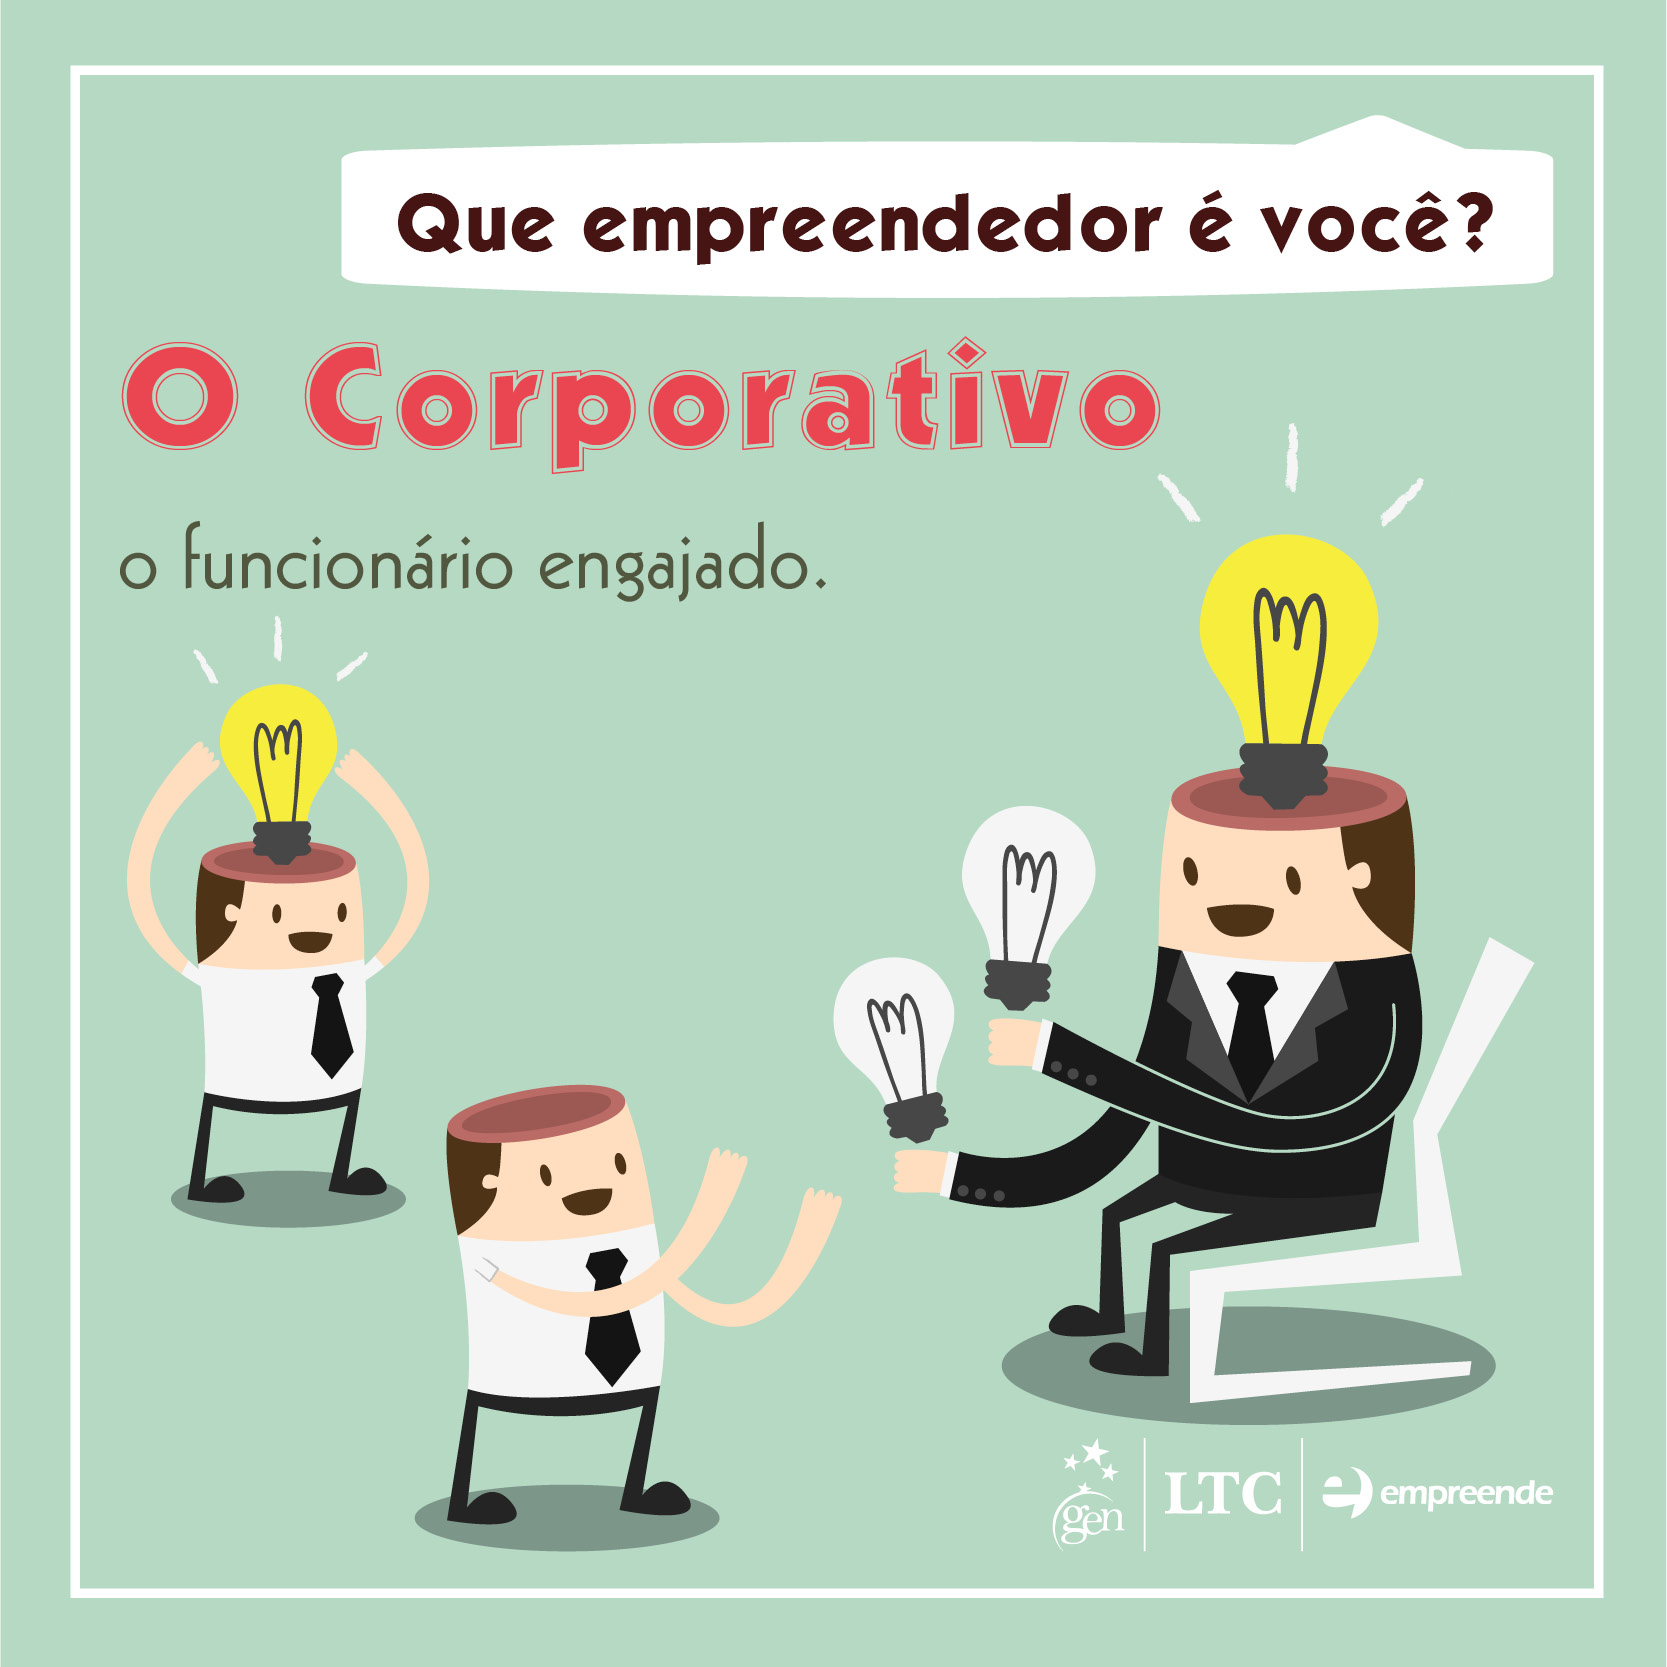 Que empreendedor é você?
O Corporativo
o funcionário engajado.
gen
LTC
empreende